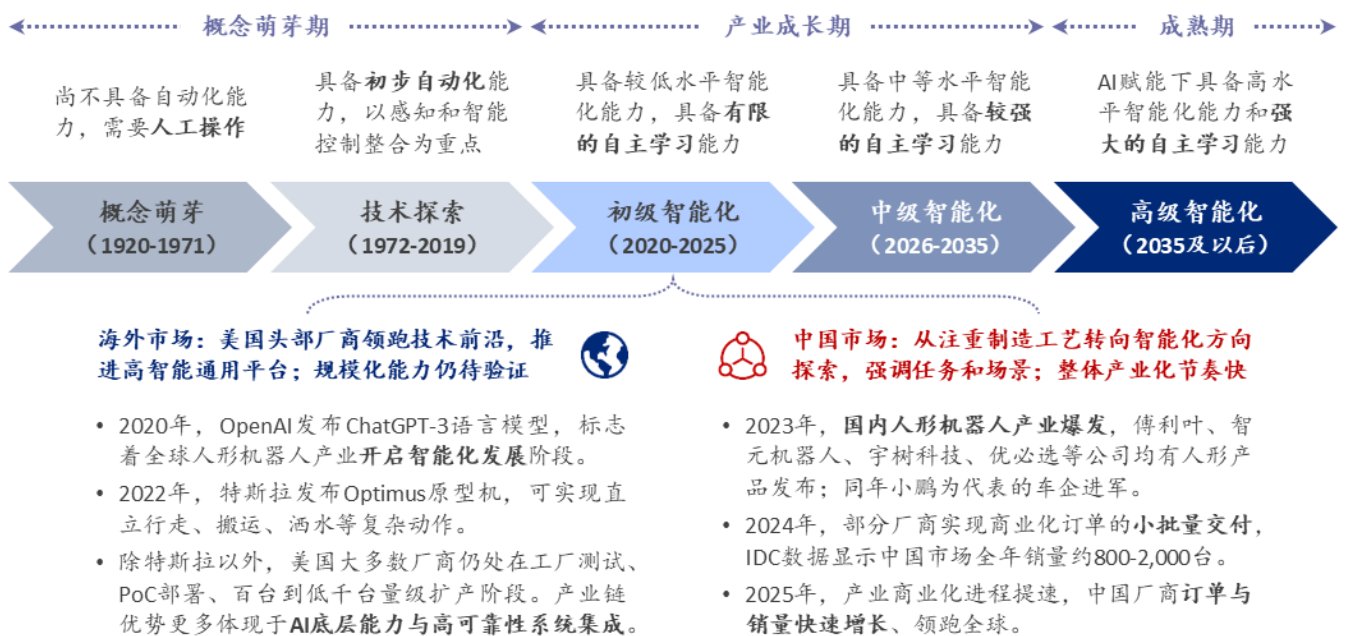 概念萌芽期
产业成长期
成熟期
尚不具备自动化能
力，需要人工操作
具备初步自动化能
力，以感知和智能
控制整合为重点
具备较低水平智能
化能力，具备有限
的自主学习能力
具备中等水平智能
化能力，具备较强
的自主学习能力
AI赋能下具备高水
平智能化能力和强
大的自主学习能力
概念萌芽
（1920-1971）
技术探索
（1972-2019）
初级智能化
（2020-2025）
中级智能化
（2026-2035）
高级智能化
（2035及以后）
海外市场：美国头部厂商领跑技术前沿，推
进高智能通用平台；规模化能力仍待验证
• 2020年，OpenAI发布ChatGPT-3语言模型，标志
着全球人形机器人产业开启智能化发展阶段。
• 2022年，特斯拉发布Optimus原型机，可实现直
立行走、搬运、洒水等复杂动作。
• 除特斯拉以外，美国大多数厂商仍处在工厂测试、
PoC部署、百台到低千台量级扩产阶段。产业链
优势更多体现于AI底层能力与高可靠性系统集成。
中国市场：从注重制造工艺转向智能化方向
探索，强调任务和场景；整体产业化节奏快
• 2023年，国内人形机器人产业爆发，傅利叶、智
元机器人、宇树科技、优必选等公司均有人形产
品发布；同年小鹏为代表的车企进军。
• 2024年，部分厂商实现商业化订单的小批量交付，
IDC数据显示中国市场全年销量约800-2,000台。
• 2025年，产业商业化进程提速，中国厂商订单与
销量快速增长、领跑全球。